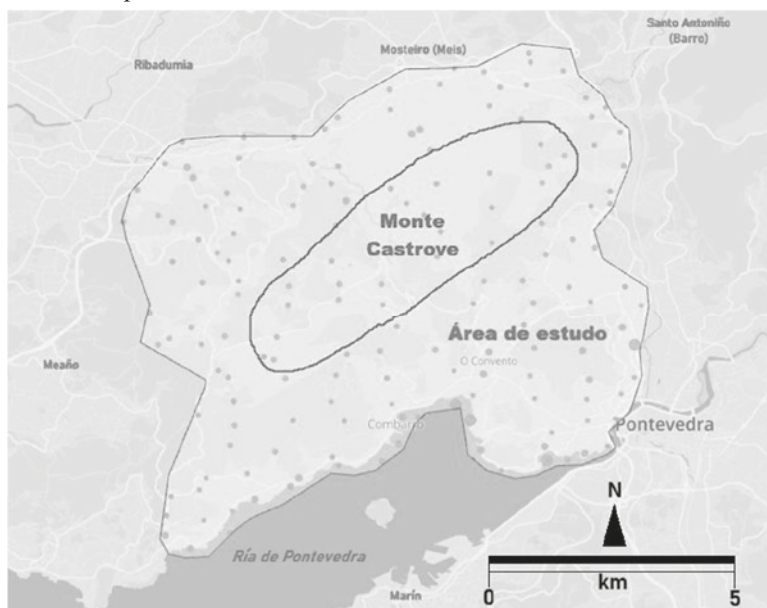 Santo Antoniño
(Barro)
Mosteiro (Meis)
Ribadumia
Monte
Castrove
Área de estudo
Meaño
O Convento
Combarro
Pontevedra
N
Ría de Pontevedra
km
Marín
0
5